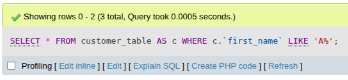 Showing rows 0 - 2 (3 total, Query took 0.0005 seconds.)
SELECT * FROM customer_table AS c WHERE c.`first_name` LIKE 'A%';
Profiling [ Edit inline ] [ Edit ] [ Explain SQL ] [ Create PHP code ] [ Refresh ]